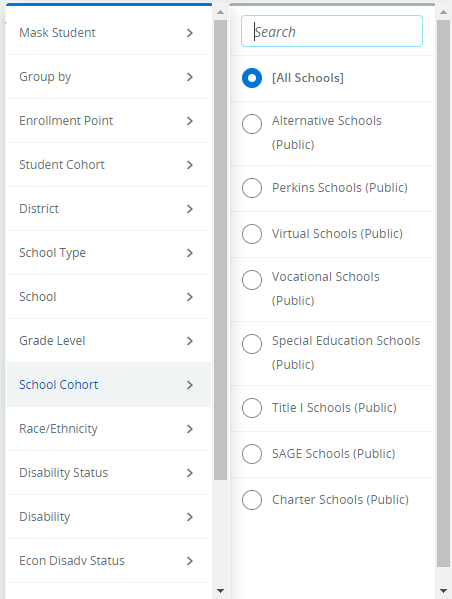 Mask Student
Group by
Enrollment Point
Student Cohort
District
School Type
School
Grade Level
School Cohort
Race/Ethnicity
Disability Status
Disability
Econ Disadv Status
Search
[All Schools]
Alternative Schools
(Public)
Perkins Schools (Public)
Virtual Schools (Public)
Vocational Schools
(Public)
Special Education Schools
(Public)
Title I Schools (Public)
SAGE Schools (Public)
Charter Schools (Public)